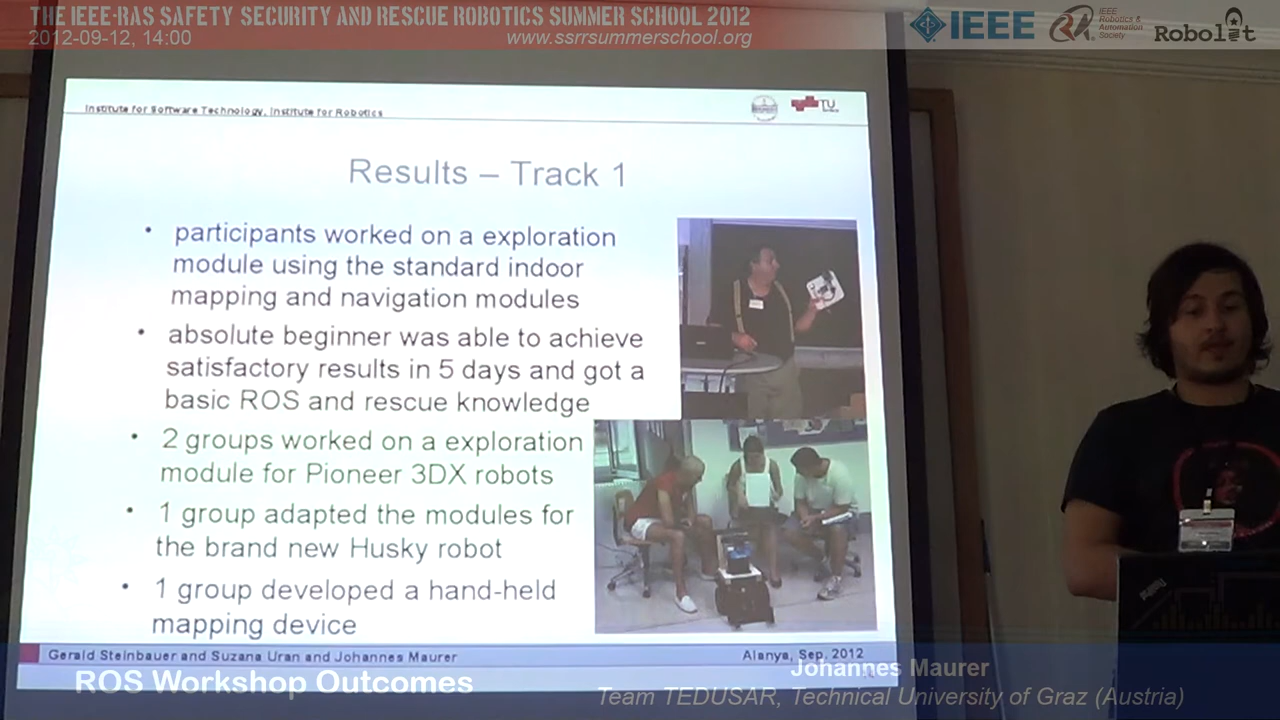 THE IEEE-RAS SAFETY SECURITY AND RESCUE ROBOTICS SUMMER SCHOOL 2012
2012-09-12, 14:00
www.ssrrsummerschool.org
IEEE
IEEE
Robotics &
Automation
Society
Robolit
Institute for Software Technology, Institute for Robotics
TU
Results – Track 1
• participants worked on a exploration
module using the standard indoor
mapping and navigation modules
• absolute beginner was able to achieve
satisfactory results in 5 days and got a
basic ROS and rescue knowledge
• 2 groups worked on a exploration
module for Pioneer 3DX robots
• 1 group adapted the modules for
the brand new Husky robot
• 1 group developed a hand-held
mapping device
Gerald Steinbauer and Suzana Uran and Johannes Maurer
Alanya, Sep. 2012
ROS Workshop Outcomes
Johannes Maurer
Team TEDUSAR, Technical University of Graz (Austria)
ThinkPad